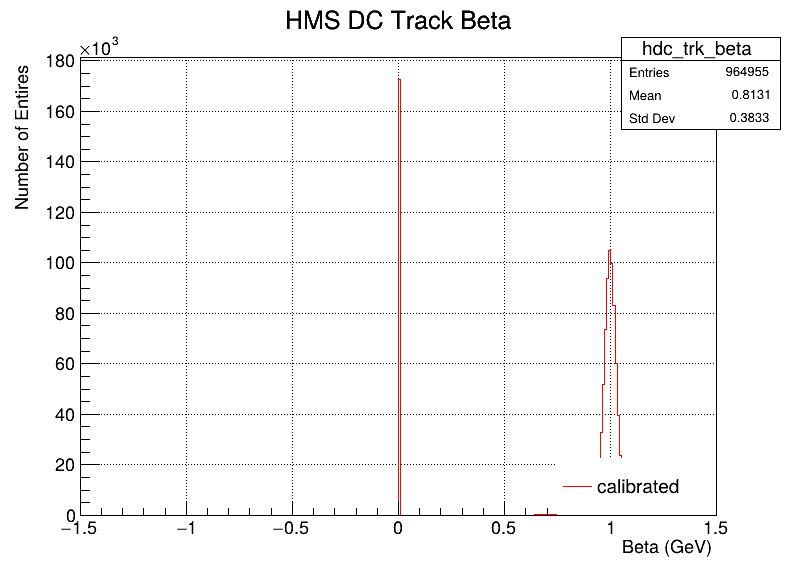 HMS DC Track Beta
×10³
hdc_trk_beta
Entries 964955
Mean 0.8131
Std Dev 0.3833
Number of Entires
180
160
140
120
100
80
60
40
20
0
calibrated
−1.5 −1 −0.5 0 0.5 1 1.5
Beta (GeV)